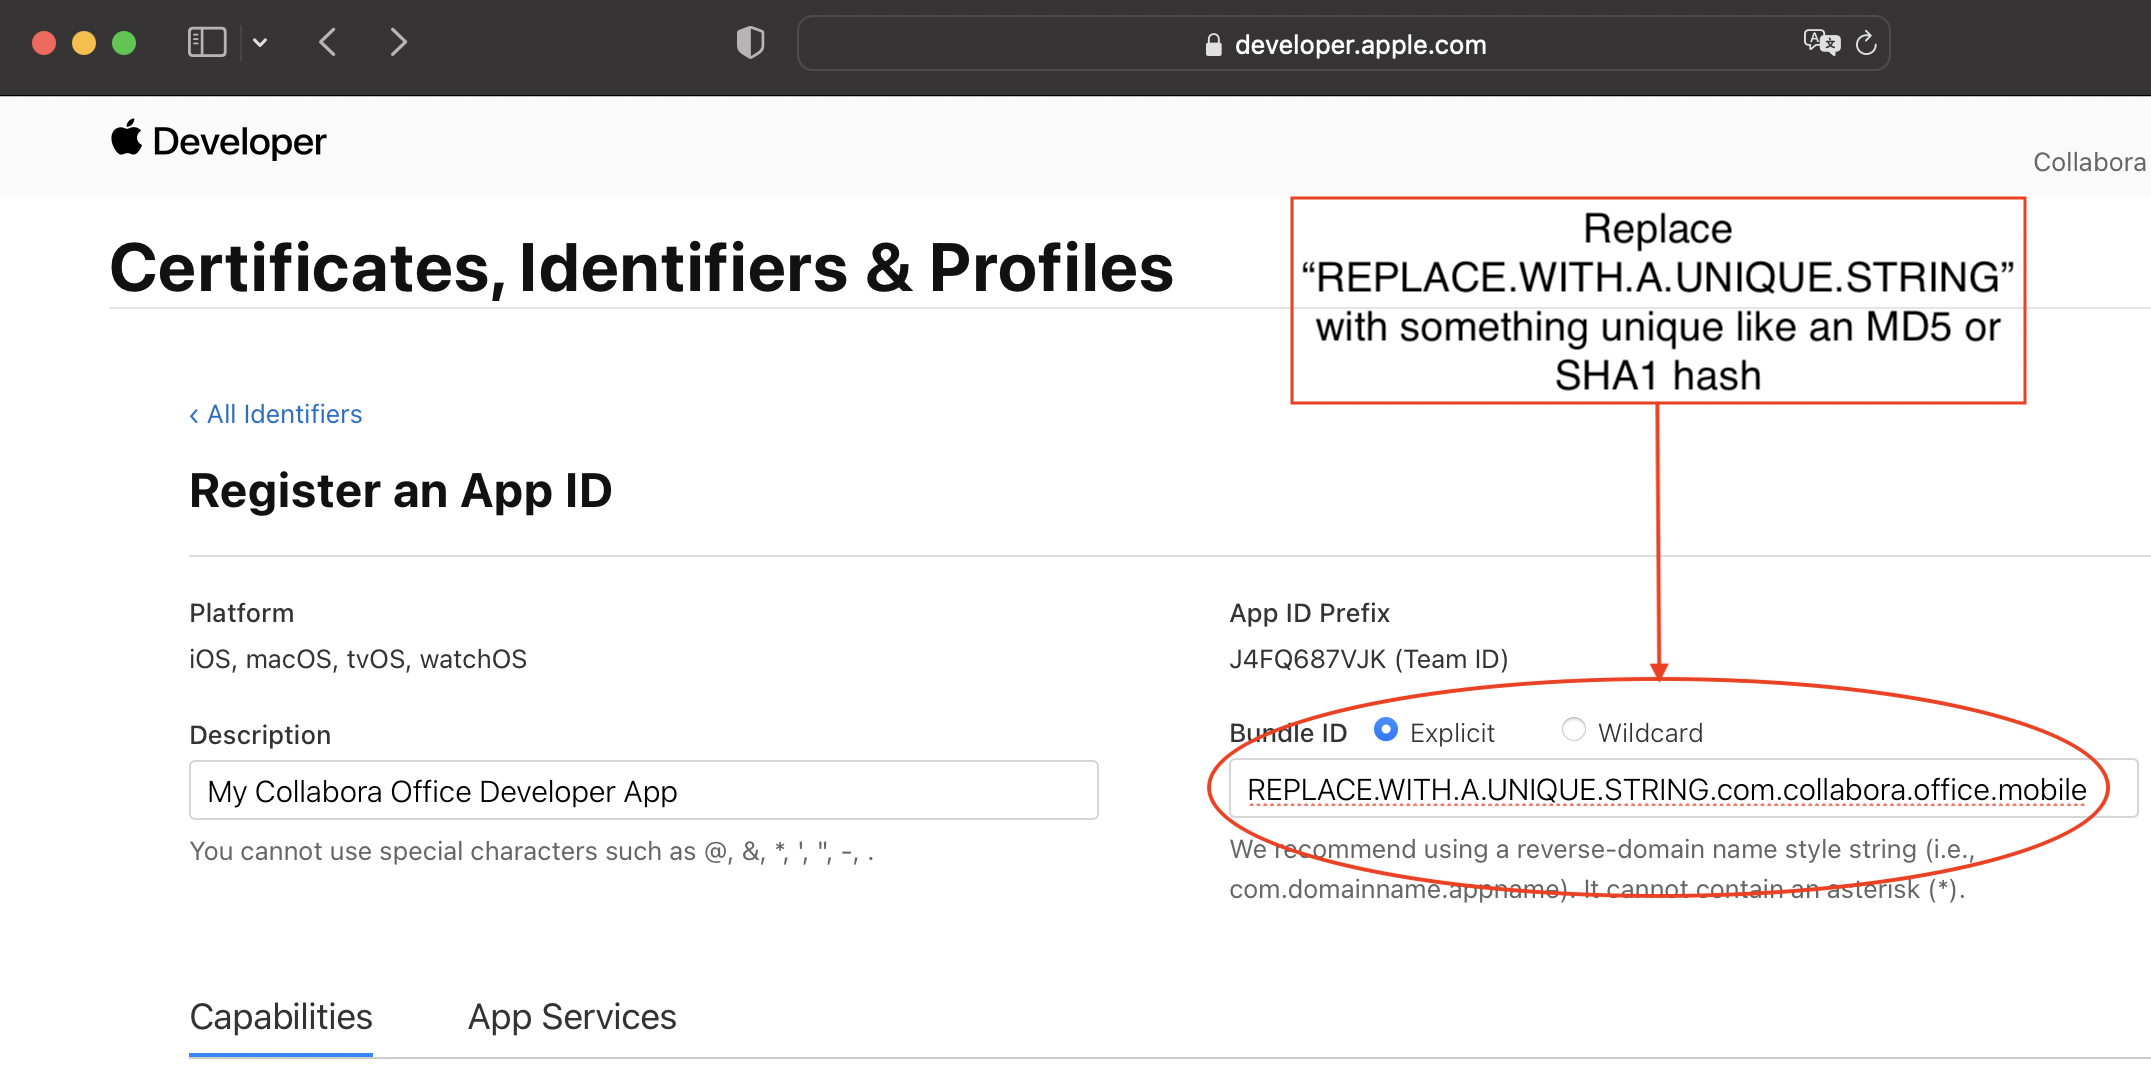 developer.apple.com
Developer
Collabora
Certificates, Identifiers & Profiles
Replace
“REPLACE.WITH.A.UNIQUE.STRING”
with something unique like an MD5 or
SHA1 hash
‹ All Identifiers
Register an App ID
Platform
iOS, macOS, tvOS, watchOS
App ID Prefix
J4FQ687VJK (Team ID)
Description
My Collabora Office Developer App
You cannot use special characters such as @, &, *, ', ", -, .
Bundle ID Explicit Wildcard
REPLACE.WITH.A.UNIQUE.STRING.com.collabora.office.mobile
We recommend using a reverse-domain name style string (i.e.,
com.domainname.appname). It cannot contain an asterisk (*).
Capabilities App Services